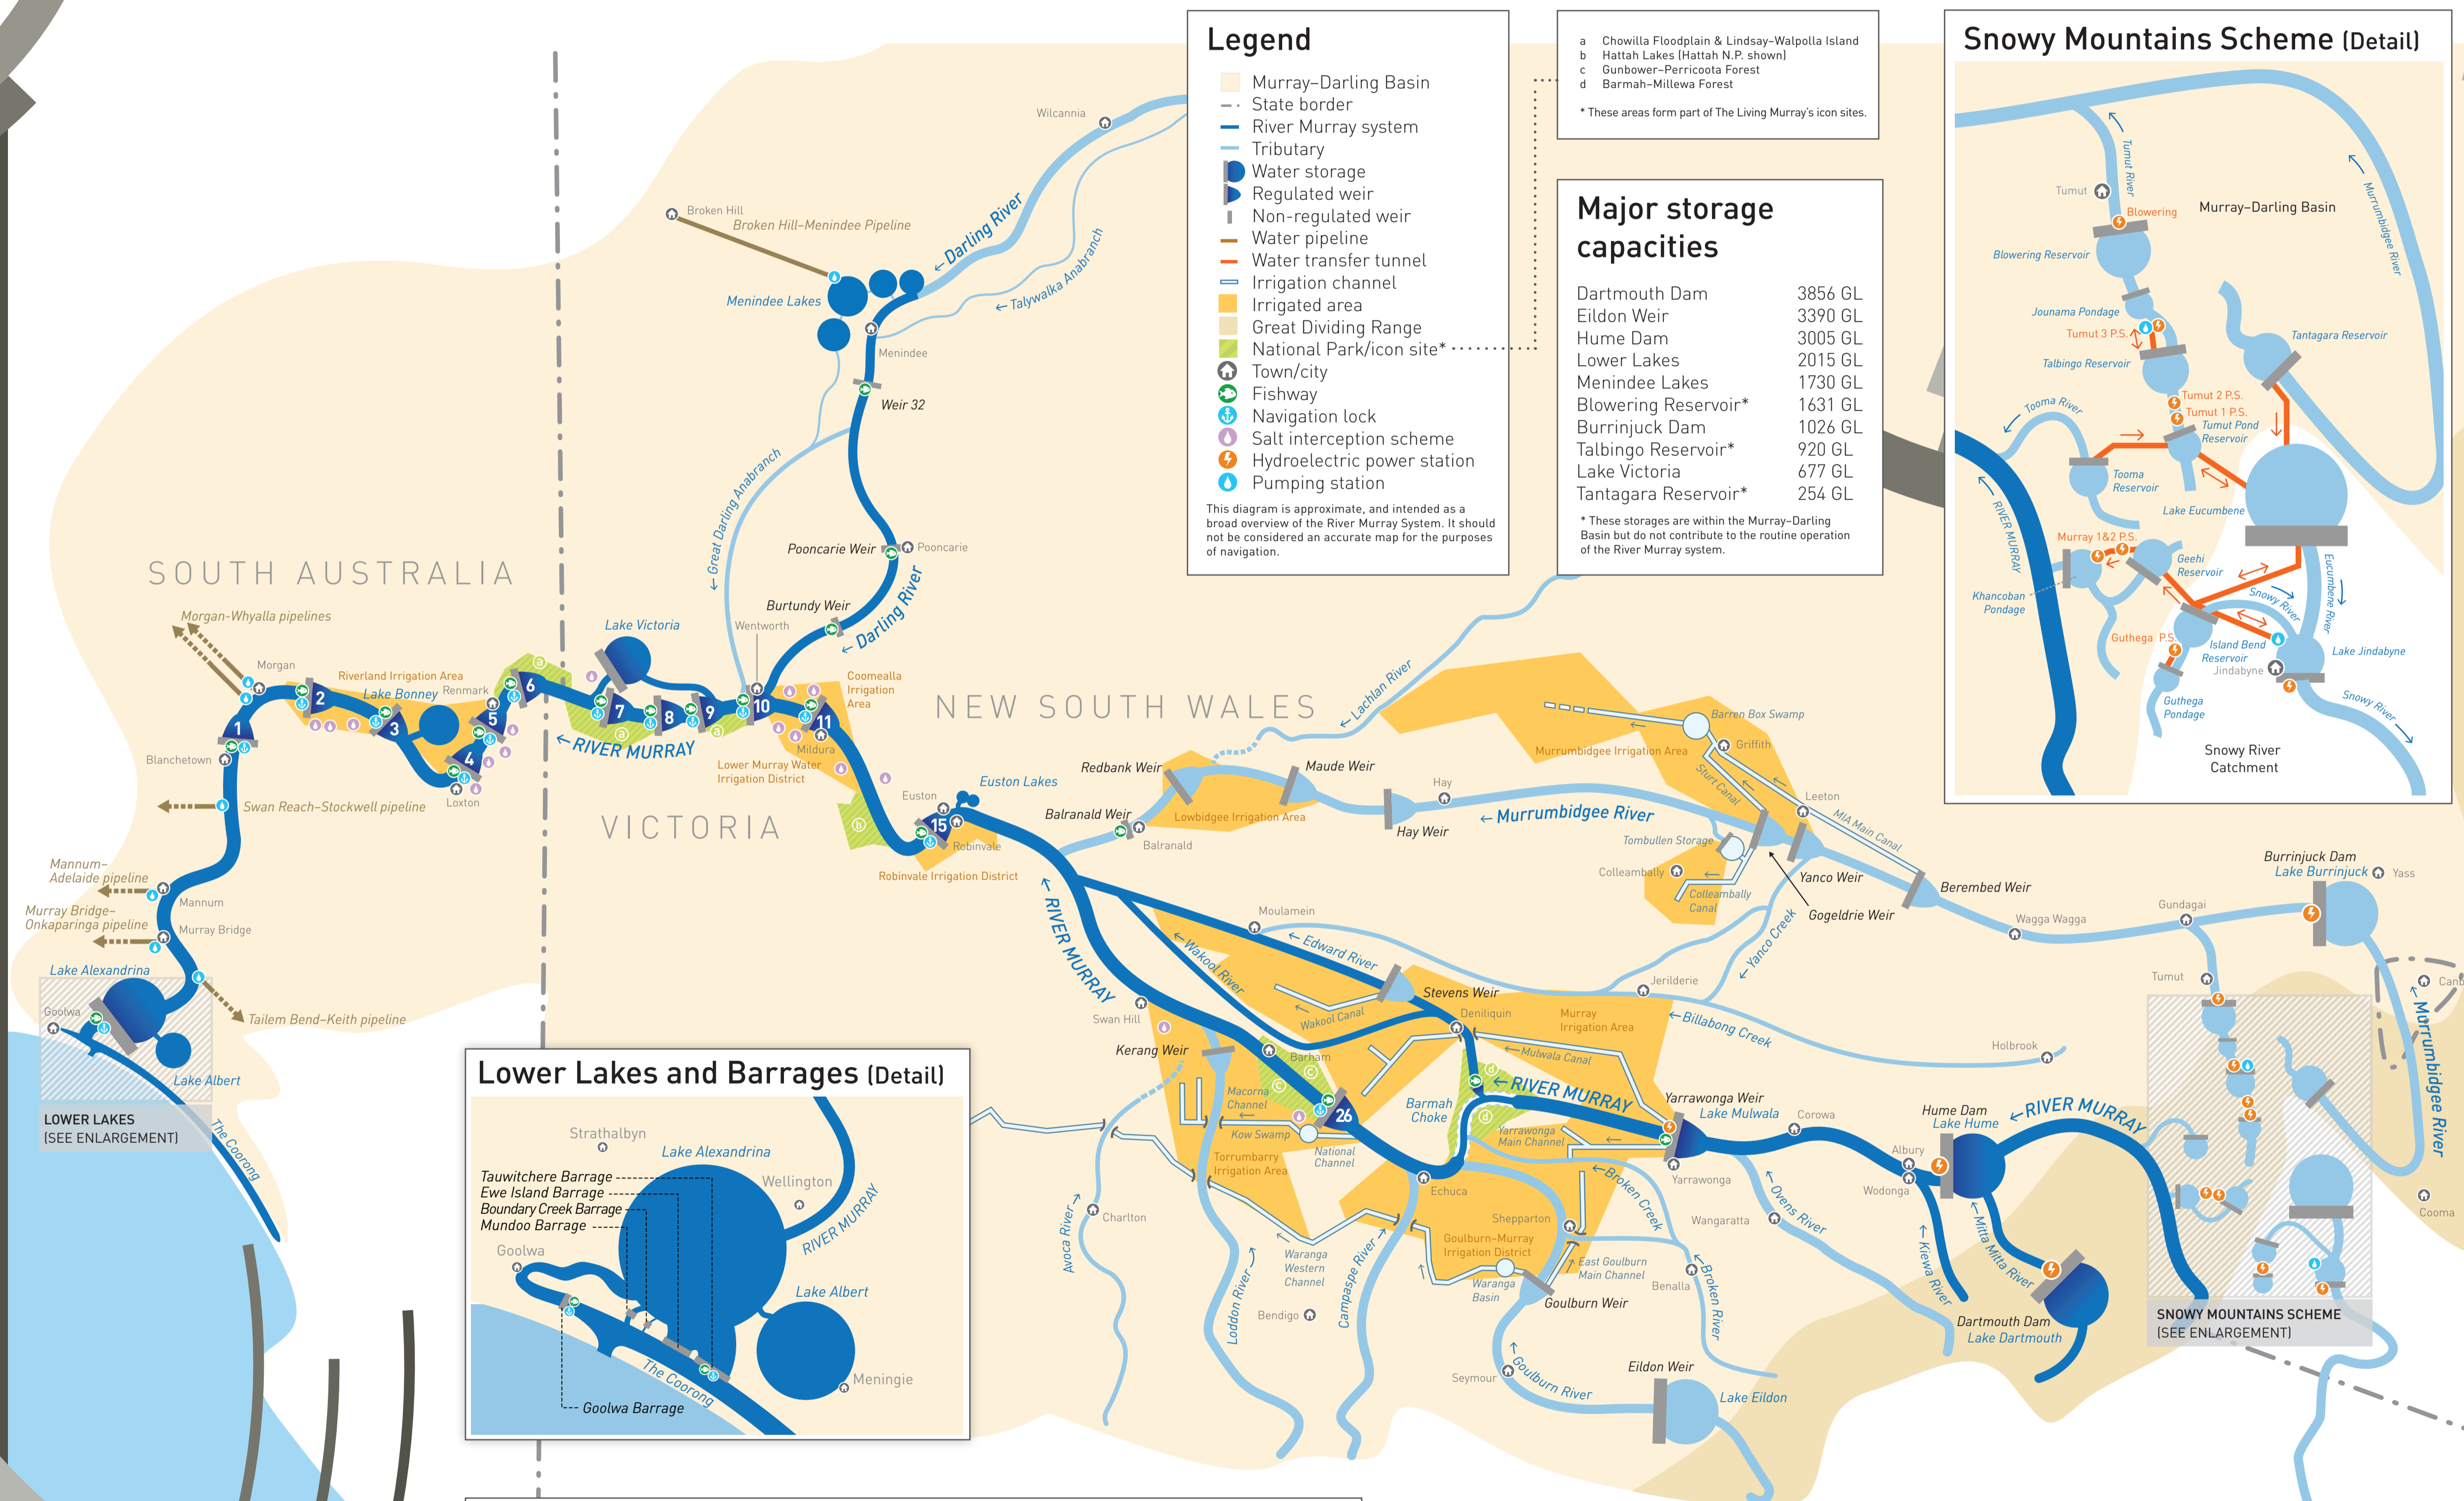 Legend
Murray–Darling Basin
State border
River Murray system
Tributary
Water storage
Regulated weir
Non-regulated weir
Water pipeline
Water transfer tunnel
Irrigation channel
Irrigated area
Great Dividing Range
National Park/icon site*
Town/city
Fishway
Navigation lock
Salt interception scheme
Hydroelectric power station
Pumping station
This diagram is approximate, and intended as a
broad overview of the River Murray System. It should
not be considered an accurate map for the purposes
of navigation.
a Chowilla Floodplain & Lindsay–Walpolla Island
b Hattah Lakes (Hattah N.P. shown)
c Gunbower–Perricoota Forest
d Barmah–Millewa Forest
* These areas form part of The Living Murray's icon sites.
Major storage
capacities
Dartmouth Dam 3856 GL
Eildon Weir 3390 GL
Hume Dam 3005 GL
Lower Lakes 2015 GL
Menindee Lakes 1730 GL
Blowering Reservoir* 1631 GL
Burrinjuck Dam 1026 GL
Talbingo Reservoir* 920 GL
Lake Victoria 677 GL
Tantagara Reservoir* 254 GL
* These storages are within the Murray–Darling
Basin but do not contribute to the routine operation
of the River Murray system.
Snowy Mountains Scheme (Detail)
Tumut River
Tumut
Blowering
Murray–Darling Basin
Murrumbidgee River
Blowering Reservoir
Jounama Pondage
Tumut 3 P.S.
Tantagara Reservoir
Talbingo Reservoir
Tumut 2 P.S.
Tumut 1 P.S.
Tooma River
Tumut Pond
Reservoir
Tooma
Reservoir
Lake Eucumbene
RIVER MURRAY
Murray 1&2 P.S.
Geehi
Reservoir
Eucumbene River
Khancoban
Pondage
Snowy River
Guthega P.S.
Island Bend
Reservoir
Lake Jindabyne
Jindabyne
Guthega
Pondage
Snowy River
Snowy River
Catchment
Wilcannia
Broken Hill
Broken Hill–Menindee Pipeline
Darling River
Talywalka Anabranch
Menindee Lakes
Menindee
Weir 32
Great Darling Anabranch
Pooncarie Weir
Pooncarie
Burtundy Weir
Darling River
Wentworth
SOUTH AUSTRALIA
Morgan-Whyalla pipelines
Morgan
Riverland Irrigation Area
Lake Bonney
Renmark
Lake Victoria
Coomealla
Irrigation
Area
1
2
3
4
5
6
7
8
9
10
11
a
a
a
RIVER MURRAY
Mildura
Lower Murray Water
Irrigation District
Blanchetown
Loxton
Swan Reach–Stockwell pipeline
VICTORIA
NEW SOUTH WALES
b
Euston
Euston Lakes
15
Robinvale
Robinvale Irrigation District
Mannum–
Adelaide pipeline
Mannum
Murray Bridge–
Onkaparinga pipeline
Murray Bridge
Lake Alexandrina
Goolwa
Tailem Bend–Keith pipeline
Lake Albert
LOWER LAKES
(SEE ENLARGEMENT)
The Coorong
Lachlan River
Redbank Weir
Maude Weir
Balranald Weir
Balranald
Lowbidgee Irrigation Area
Hay
Hay Weir
Murrumbidgee River
Barren Box Swamp
Griffith
Murrumbidgee Irrigation Area
Sturt Canal
Leeton
MIA Main Canal
Tombullen Storage
Colleambally
Colleambally
Canal
Yanco Weir
Gogeldrie Weir
Berembed Weir
Yanco Creek
Wagga Wagga
Gundagai
Burrinjuck Dam
Lake Burrinjuck
Yass
Tumut
Murrumbidgee River
Cooma
SNOWY MOUNTAINS SCHEME
(SEE ENLARGEMENT)
RIVER MURRAY
Moulamein
Edward River
Wakool River
Stevens Weir
Wakool Canal
Deniliquin
Murray
Irrigation Area
Jerilderie
Billabong Creek
Holbrook
Swan Hill
Kerang Weir
Barham
Mulwala Canal
c
c
d
d
RIVER MURRAY
Macorna
Channel
26
Kow Swamp
Barmah
Choke
Yarrawonga Weir
Lake Mulwala
Corowa
Yarrawonga
Main Channel
Yarrawonga
Torrumbarry
Irrigation Area
National
Channel
Echuca
Broken Creek
Hume Dam
Lake Hume
RIVER MURRAY
Albury
Wodonga
Charlton
Avoca River
Shepparton
Wangaratta
Ovens River
Kiewa River
Mitta Mitta River
Goulburn–Murray
Irrigation District
East Goulburn
Main Channel
Waranga
Western
Channel
Waranga
Basin
Benalla
Broken River
Goulburn Weir
Bendigo
Loddon River
Campaspe River
Dartmouth Dam
Lake Dartmouth
Seymour
Goulburn River
Eildon Weir
Lake Eildon
Lower Lakes and Barrages (Detail)
Strathalbyn
Lake Alexandrina
Tauwitchere Barrage
Ewe Island Barrage
Boundary Creek Barrage
Mundoo Barrage
Wellington
RIVER MURRAY
Goolwa
Lake Albert
The Coorong
Meningie
Goolwa Barrage